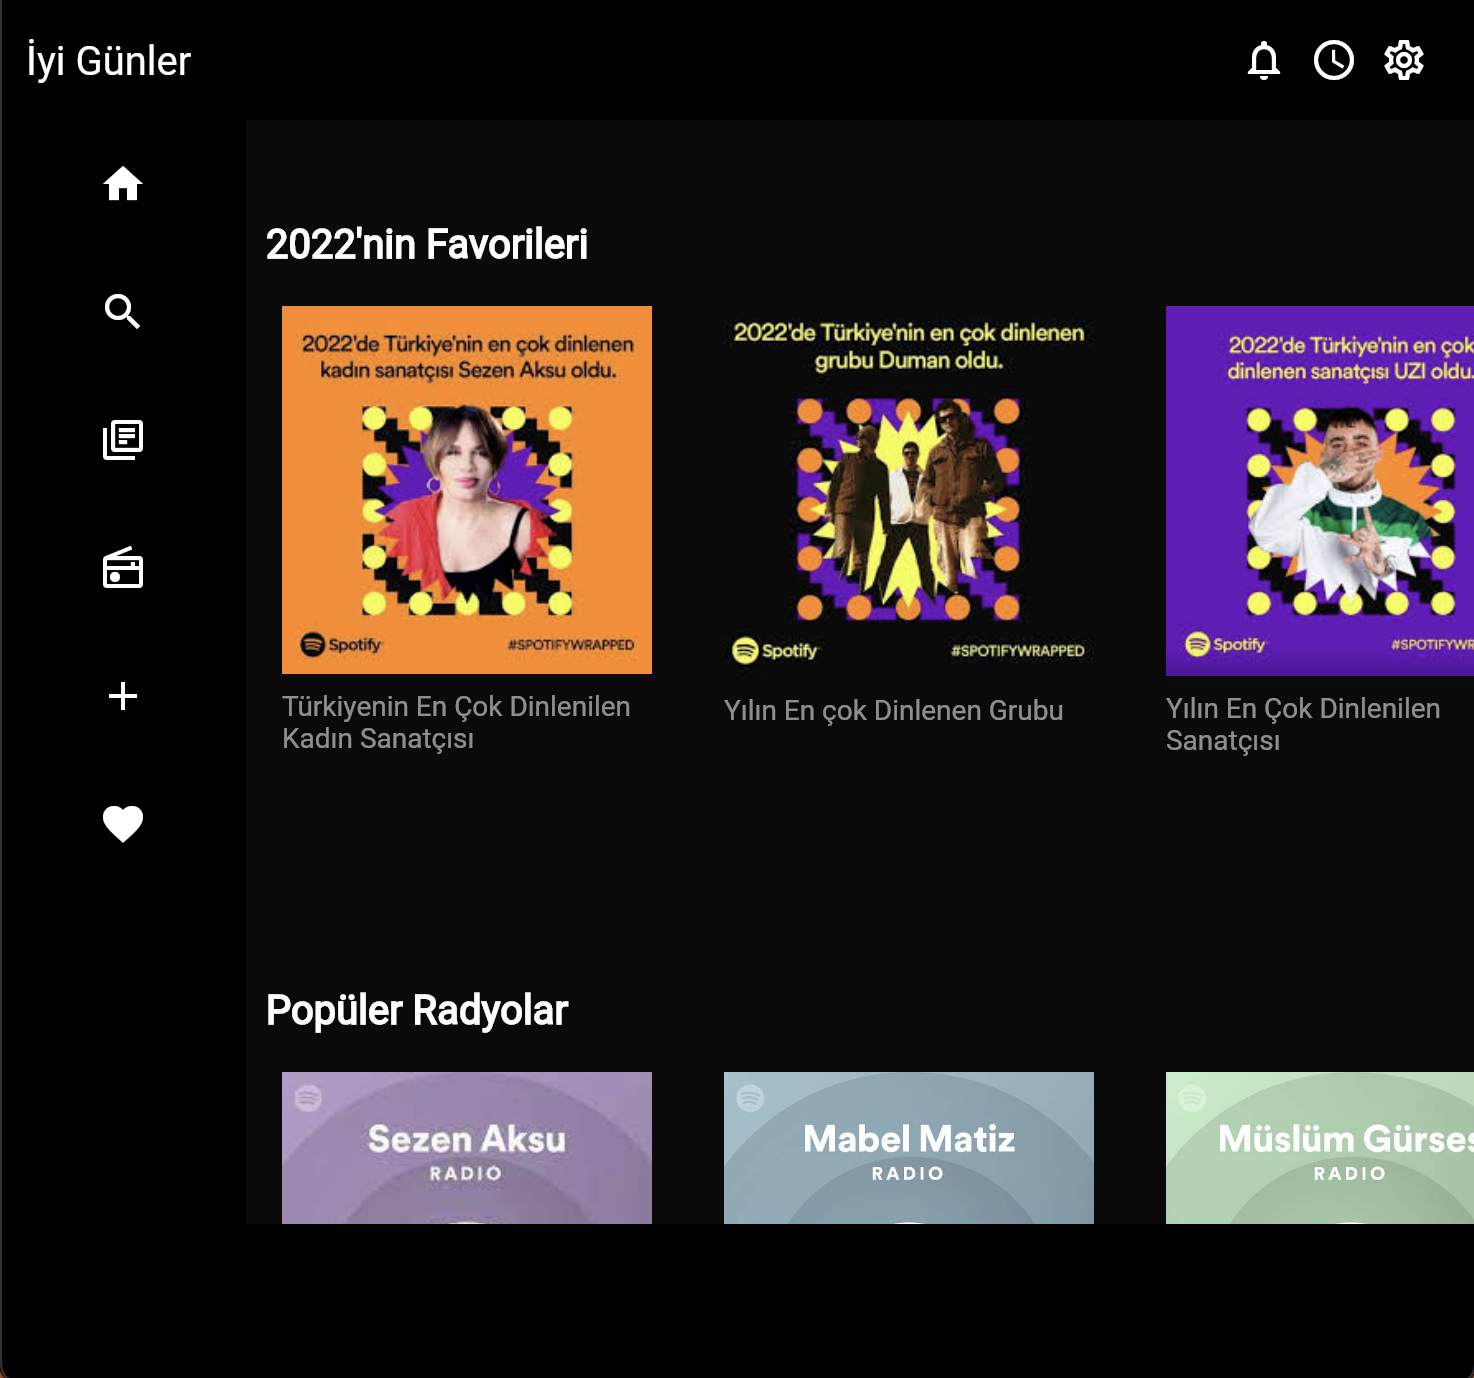 İyi Günler
2022'nin Favorileri
2022'de Türkiye'nin en çok dinlenen
kadın sanatçısı Sezen Aksu oldu.
Spotify
#SPOTIFYWRAPPED
Türkiyenin En Çok Dinlenilen
Kadın Sanatçısı
2022'de Türkiye'nin en çok dinlenen
grubu Duman oldu.
Spotify
#SPOTIFYWRAPPED
Yılın En çok Dinlenen Grubu
2022'de Türkiye'nin en çok
dinlenen sanatçısı UZI oldu.
Spotify
#SPOTIFYWR
Yılın En Çok Dinlenilen
Sanatçısı
Popüler Radyolar
Sezen Aksu
RADIO
Mabel Matiz
RADIO
Müslüm Gürses
RADIO